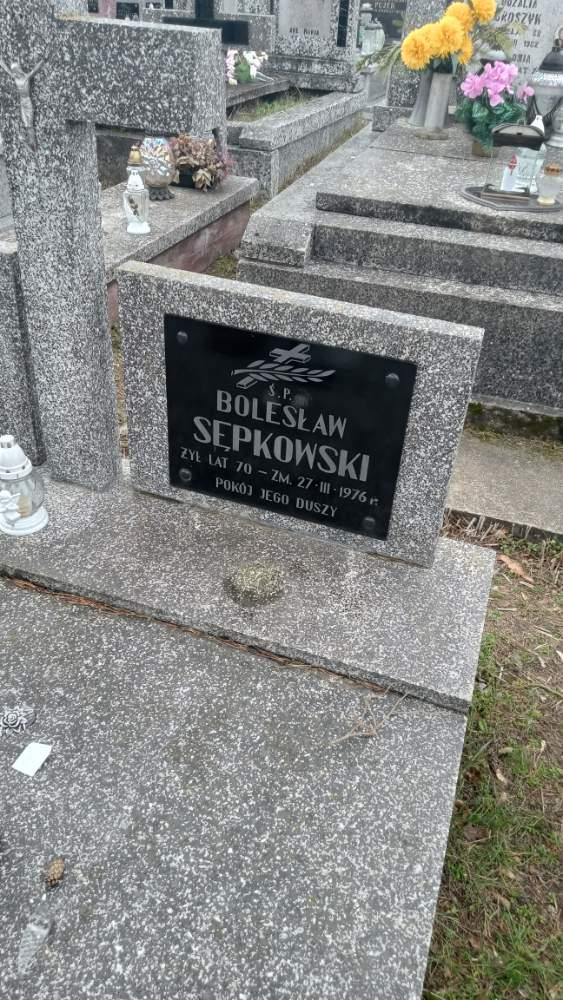 Ś. P.
BOLESŁAW
SĘPKOWSKI
ŻYŁ LAT 70 – ZM. 27·III·1976 r.
POKÓJ JEGO DUSZY